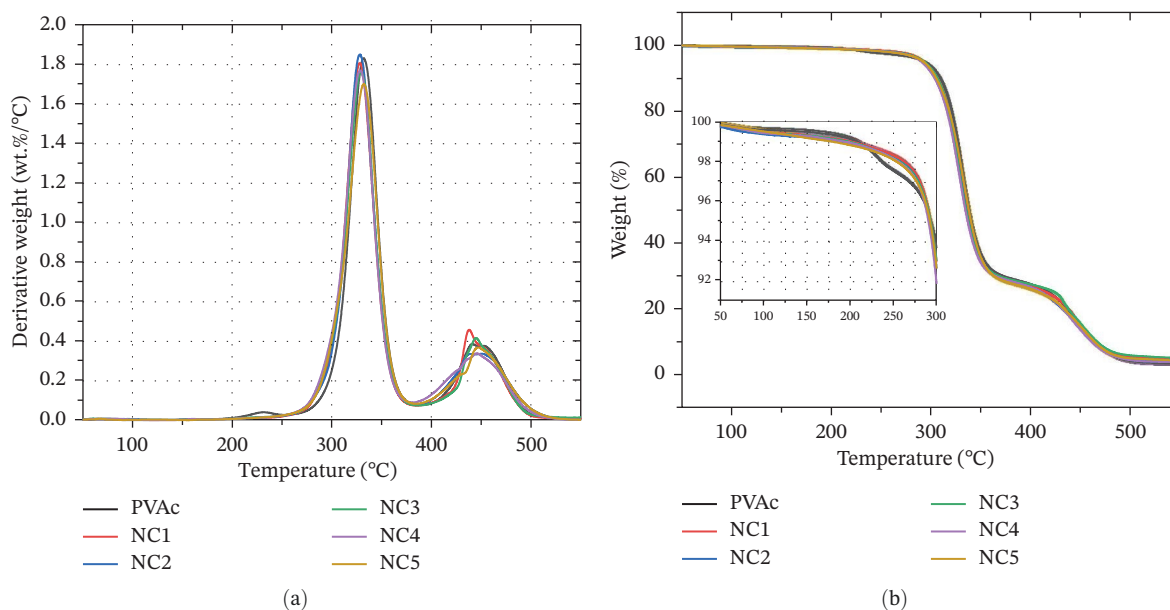 2.0
1.8
1.6
1.4
1.2
1.0
0.8
0.6
0.4
0.2
0.0
Derivative weight (wt.%/°C)
100 200 300 400 500
Temperature (°C)
PVAc
NC1
NC2
NC3
NC4
NC5
(a)
100
80
60
40
20
0
Weight (%)
100
98
96
94
92
50 100 150 200 250 300
100 200 300 400 500
Temperature (°C)
PVAc
NC1
NC2
NC3
NC4
NC5
(b)